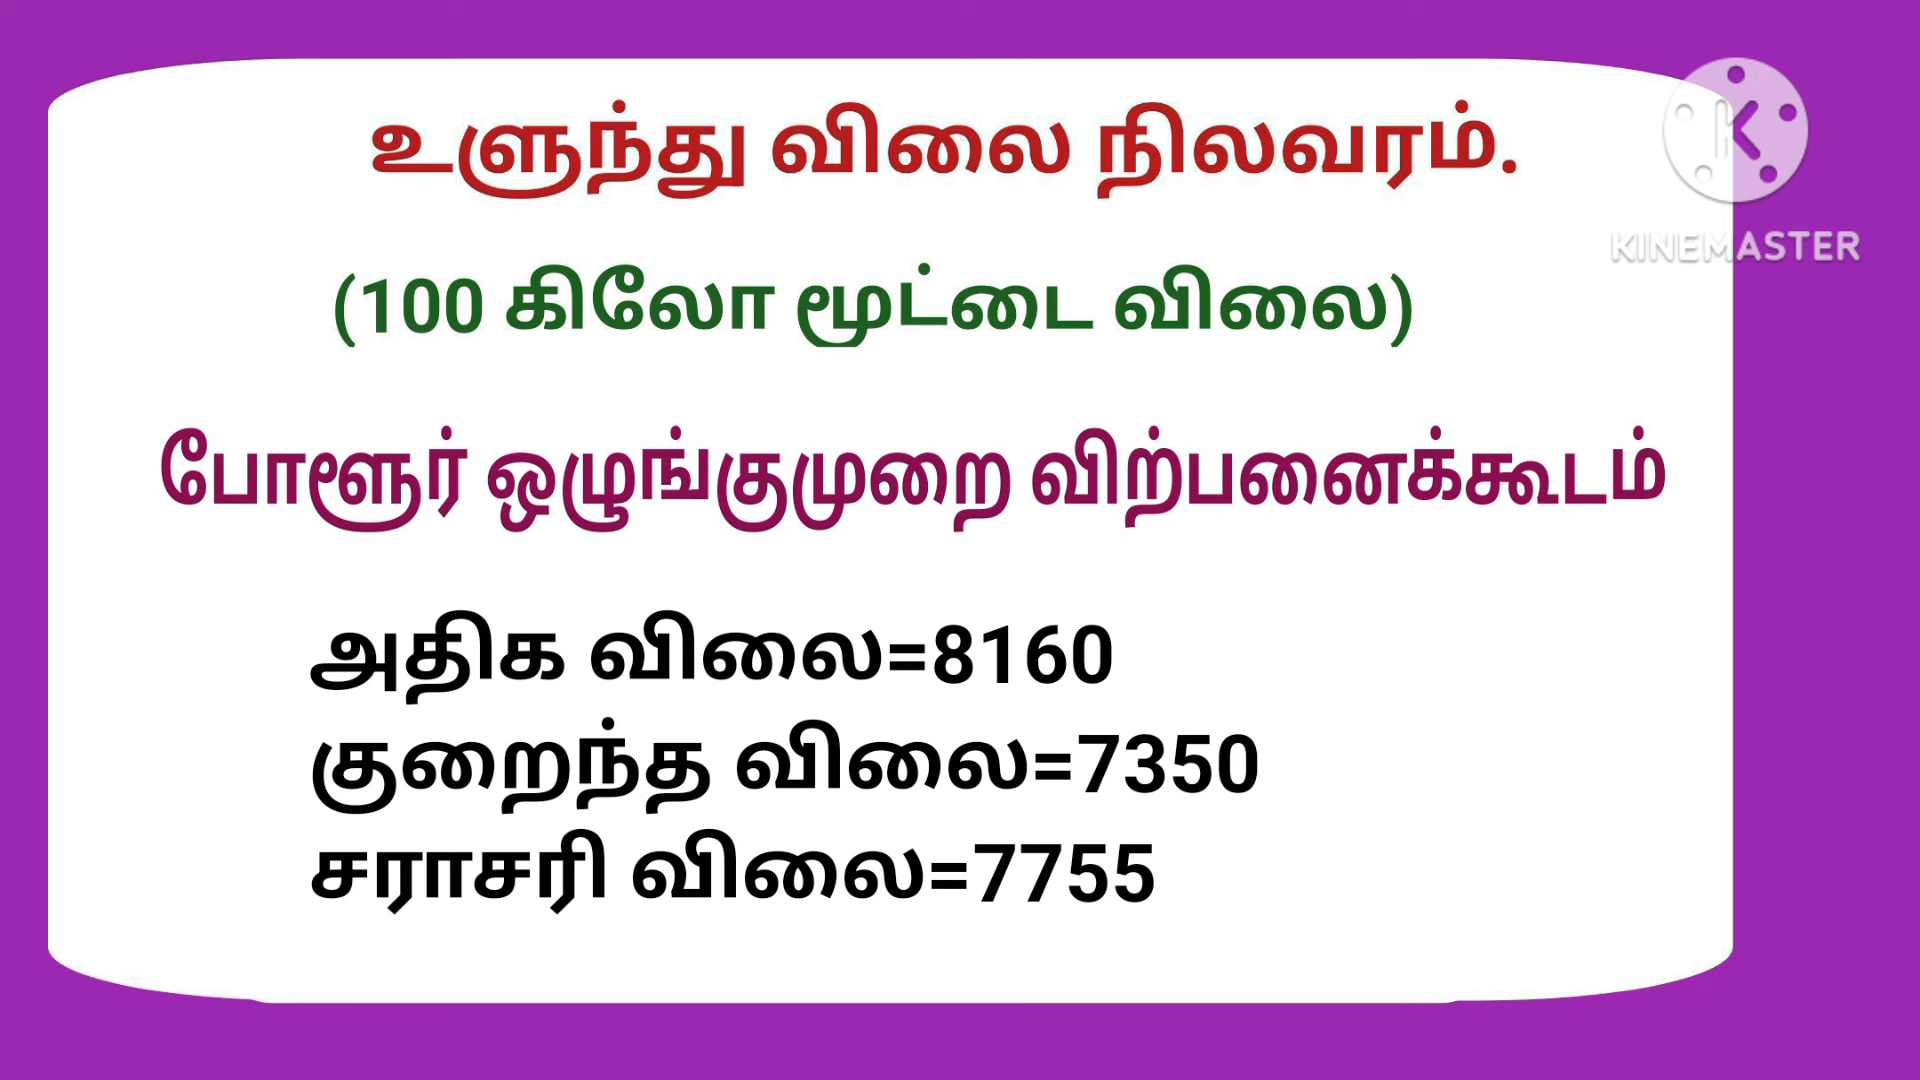 உளுந்து விலை நிலவரம்.
(100 கிலோ மூட்டை விலை)
போளூர் ஒழுங்குமுறை விற்பனைக்கூடம்
அதிக விலை=8160
குறைந்த விலை=7350
சராசரி விலை=7755
K
KINEMASTER